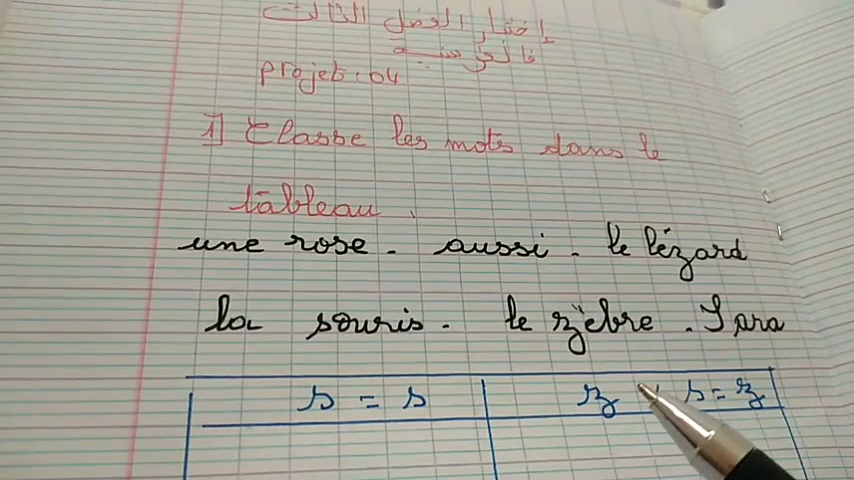 إختبار الفصل الثالث
فالفرنسية
projet : 04
1] Classe les mots dans le
tableau.
une rose - aussi - le lézard
la souris - le zèbre - Sara
s = s
z , s = z